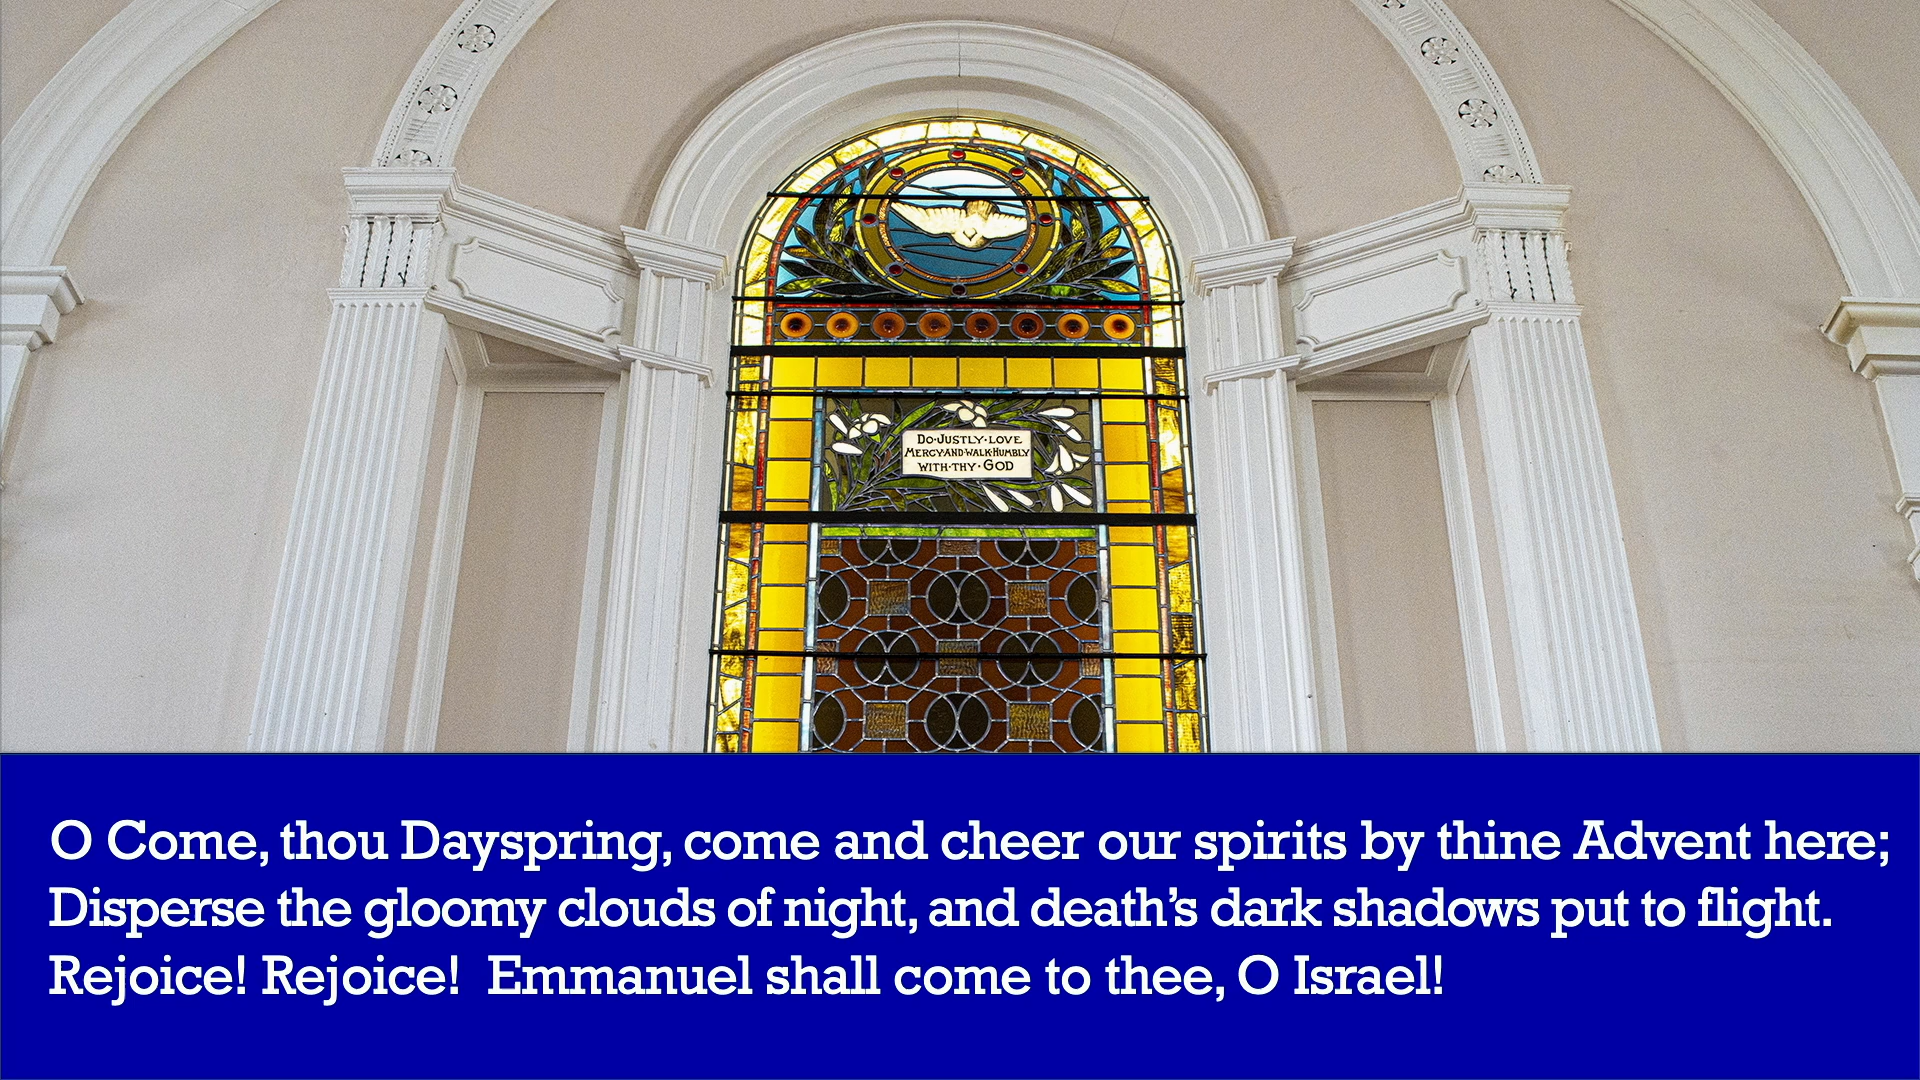 DO·JUSTLY·LOVE
MERCY·AND·WALK·HUMBLY
WITH·THY·GOD
O Come, thou Dayspring, come and cheer our spirits by thine Advent here;
Disperse the gloomy clouds of night, and death’s dark shadows put to flight.
Rejoice! Rejoice!  Emmanuel shall come to thee, O Israel!